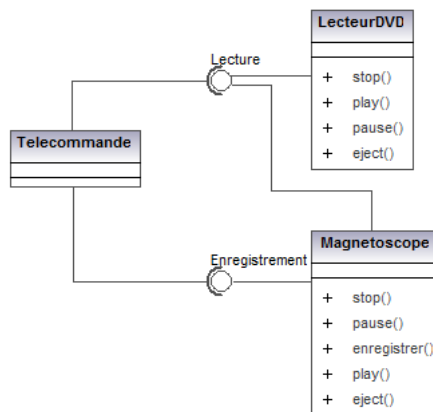 LecteurDVD
Lecture
+ stop()
+ play()
+ pause()
+ eject()
Telecommande
Enregistrement
Magnetoscope
+ stop()
+ pause()
+ enregistrer()
+ play()
+ eject()